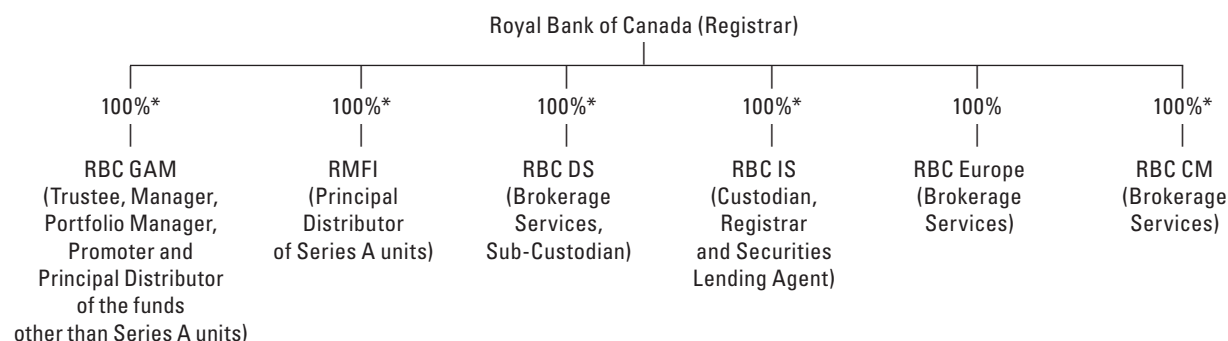 Royal Bank of Canada (Registrar)
100%*
100%*
100%*
100%*
100%
100%*
RBC GAM
(Trustee, Manager,
Portfolio Manager,
Promoter and
Principal Distributor
of the funds
other than Series A units)
RMFI
(Principal
Distributor
of Series A units)
RBC DS
(Brokerage
Services,
Sub-Custodian)
RBC IS
(Custodian,
Registrar
and Securities
Lending Agent)
RBC Europe
(Brokerage
Services)
RBC CM
(Brokerage
Services)